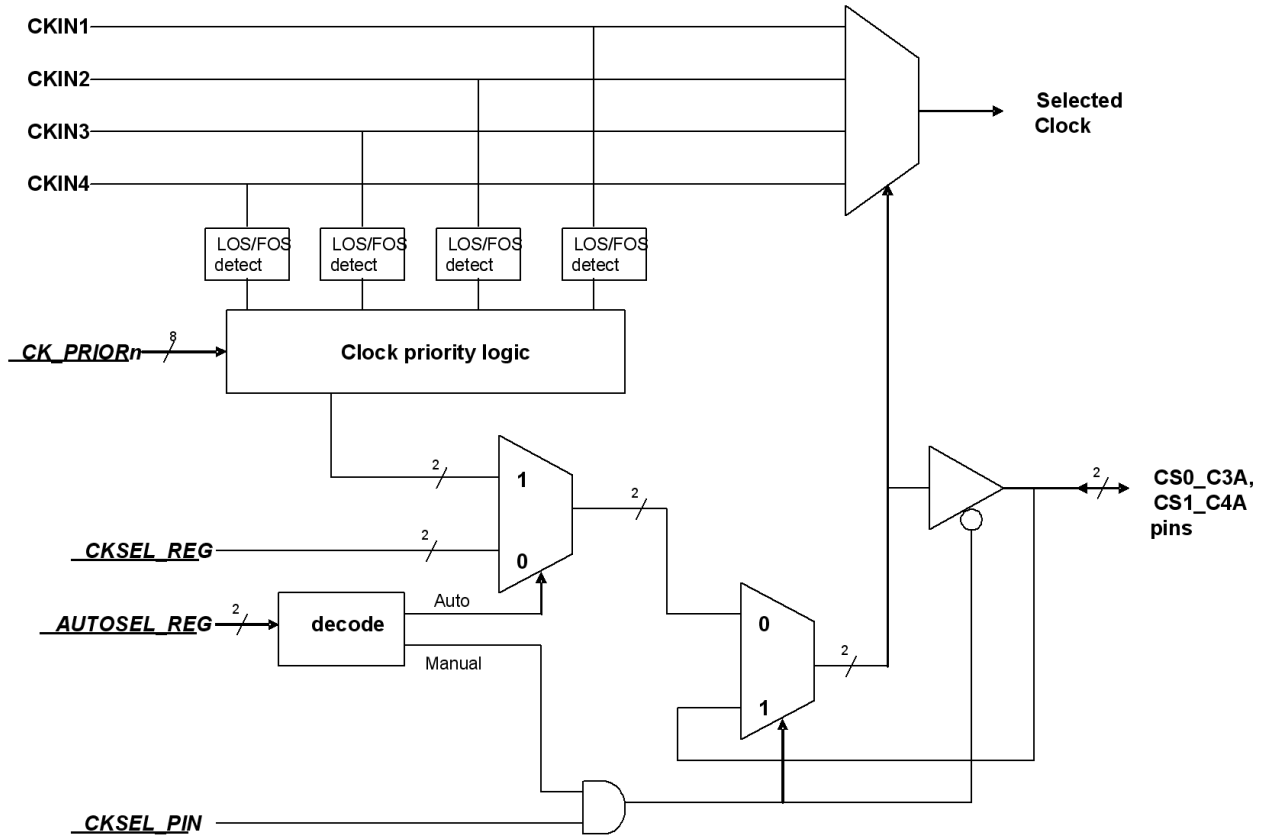 CKIN1
CKIN2
CKIN3
CKIN4
Selected
Clock
LOS/FOS
detect
LOS/FOS
detect
LOS/FOS
detect
LOS/FOS
detect
CK_PRIORn
8
Clock priority logic
2
1
2
CKSEL_REG
2
0
2
CS0_C3A,
CS1_C4A
pins
AUTOSEL_REG
2
decode
Auto
Manual
0
2
1
CKSEL_PIN